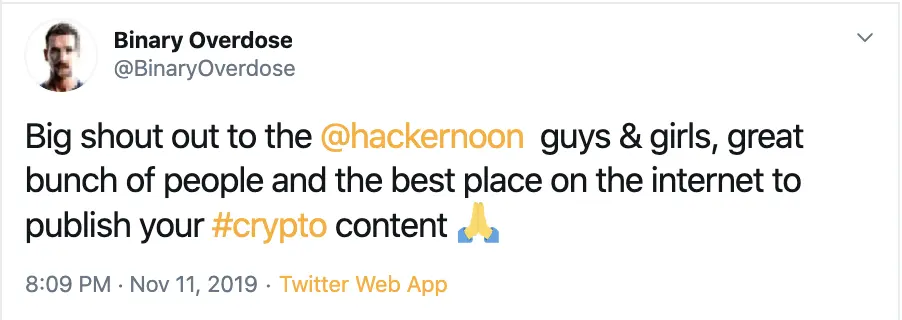 Binary Overdose
@BinaryOverdose
Big shout out to the @hackernoon guys & girls, great
bunch of people and the best place on the internet to
publish your #crypto content 🙏
8:09 PM · Nov 11, 2019 · Twitter Web App